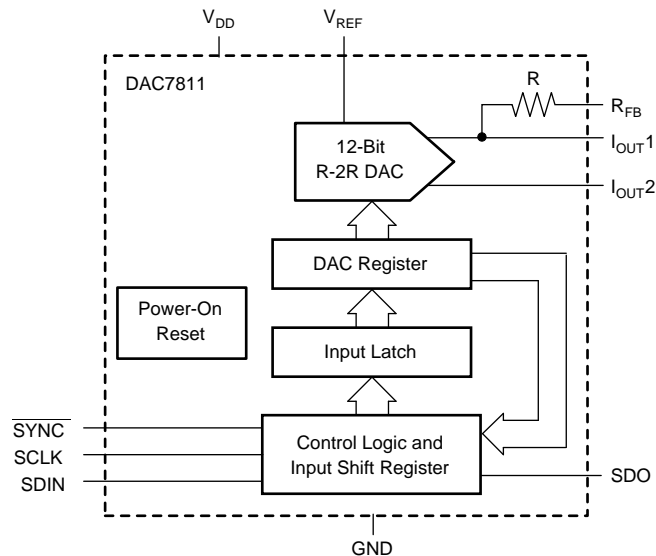 V_DD
V_REF
DAC7811
R
R_FB
12-Bit
R-2R DAC
I_OUT1
I_OUT2
DAC Register
Power-On
Reset
Input Latch
SYNC
SCLK
SDIN
Control Logic and
Input Shift Register
SDO
GND